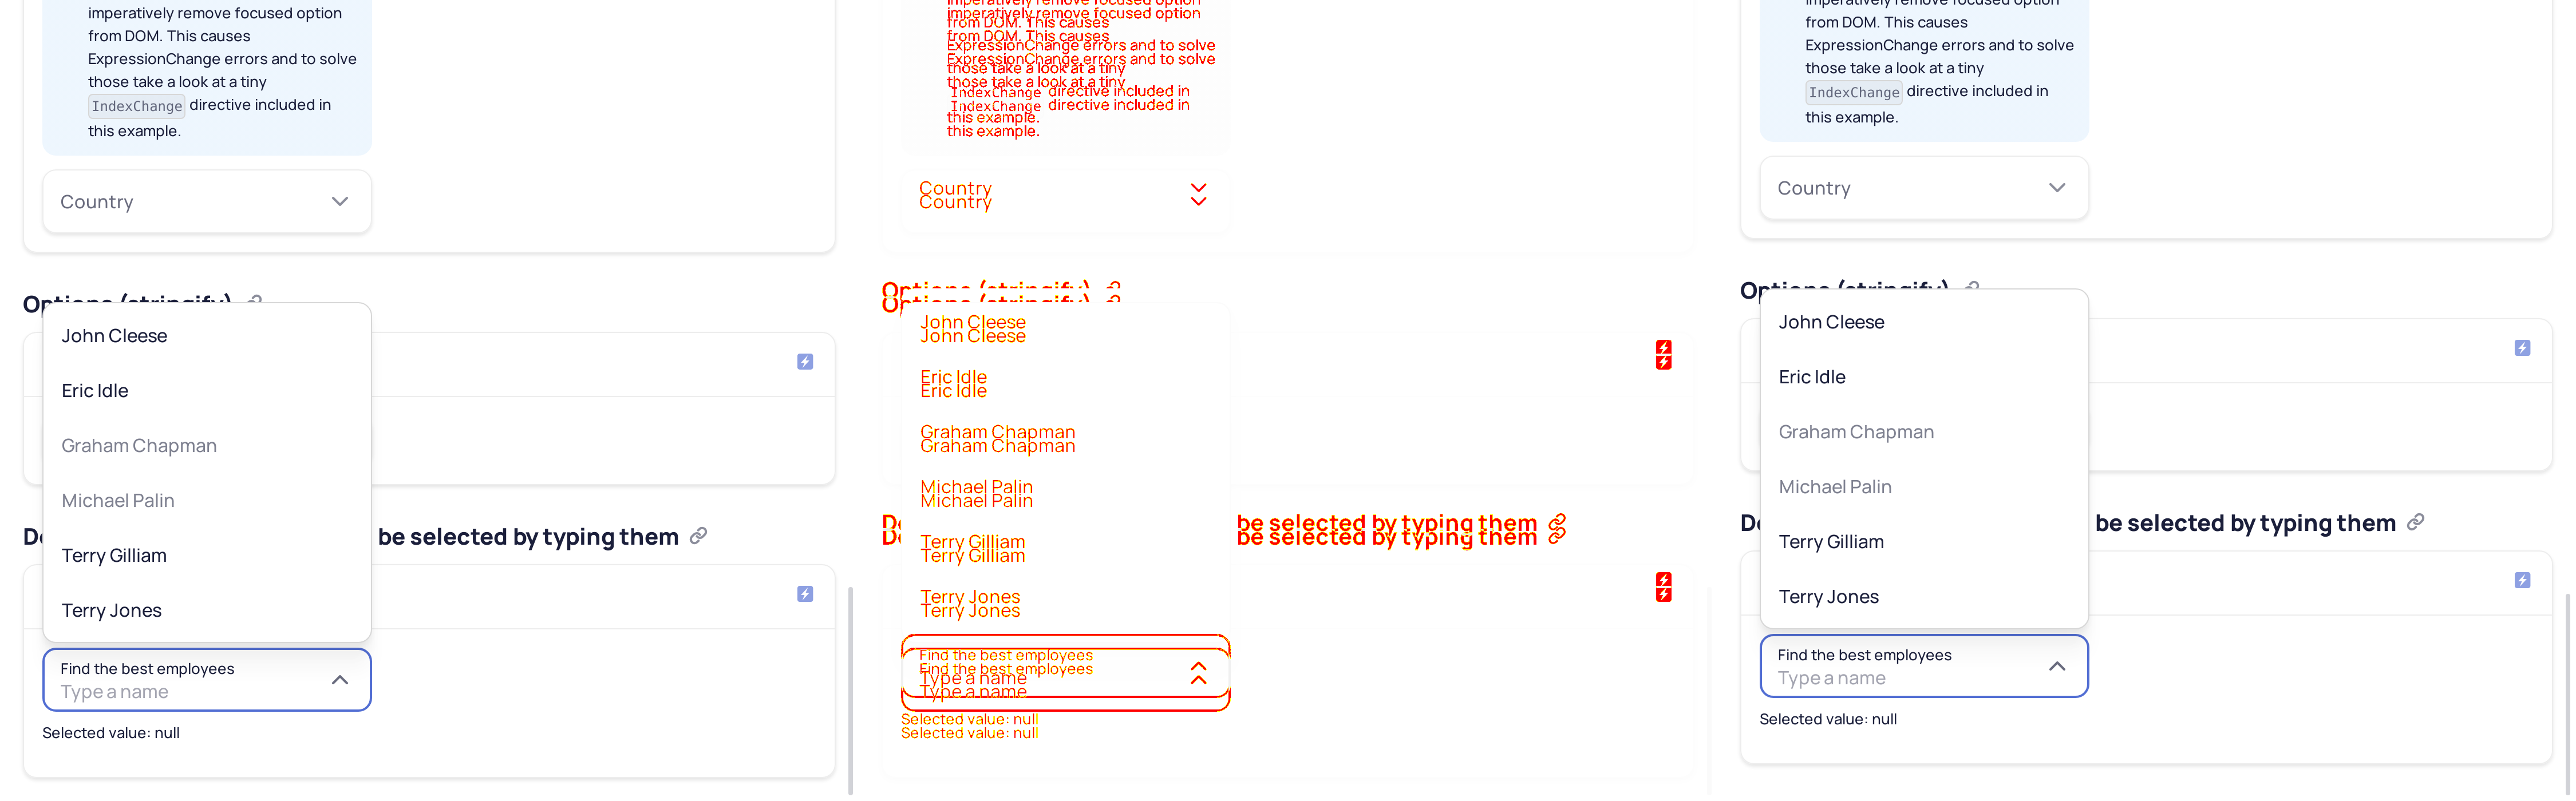 imperatively remove focused option
from DOM. This causes
ExpressionChange errors and to solve
those take a look at a tiny
IndexChange directive included in
this example.
Country
Options (stringify)
John Cleese
Eric Idle
Graham Chapman
Michael Palin
be selected by typing them
Terry Gilliam
Terry Jones
Find the best employees
Type a name
Selected value: null
imperatively remove focused option
imperatively remove focused option
from DOM. This causes
from DOM. This causes
ExpressionChange errors and to solve
ExpressionChange errors and to solve
those take a look at a tiny
those take a look at a tiny
IndexChange directive included in
IndexChange directive included in
this example.
this example.
Country
Country
Options (stringify)
Options (stringify)
John Cleese
John Cleese
Eric Idle
Eric Idle
Graham Chapman
Graham Chapman
Michael Palin
Michael Palin
be selected by typing them
be selected by typing them
Terry Gilliam
Terry Gilliam
Terry Jones
Terry Jones
Find the best employees
Find the best employees
Type a name
Type a name
Selected value: null
Selected value: null
imperatively remove focused option
from DOM. This causes
ExpressionChange errors and to solve
those take a look at a tiny
IndexChange directive included in
this example.
Country
Options (stringify)
John Cleese
Eric Idle
Graham Chapman
Michael Palin
be selected by typing them
Terry Gilliam
Terry Jones
Find the best employees
Type a name
Selected value: null